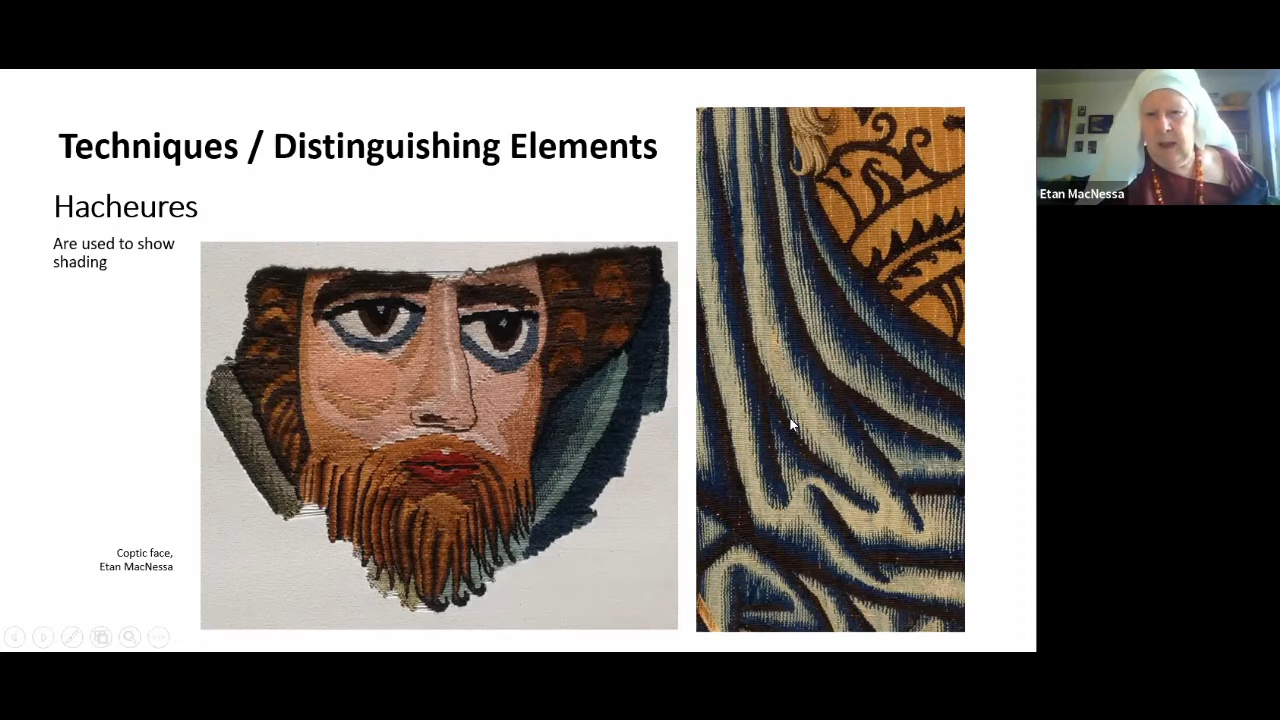 Techniques / Distinguishing Elements
Hacheures
Are used to show
shading
Coptic face,
Etan MacNessa
Etan MacNessa